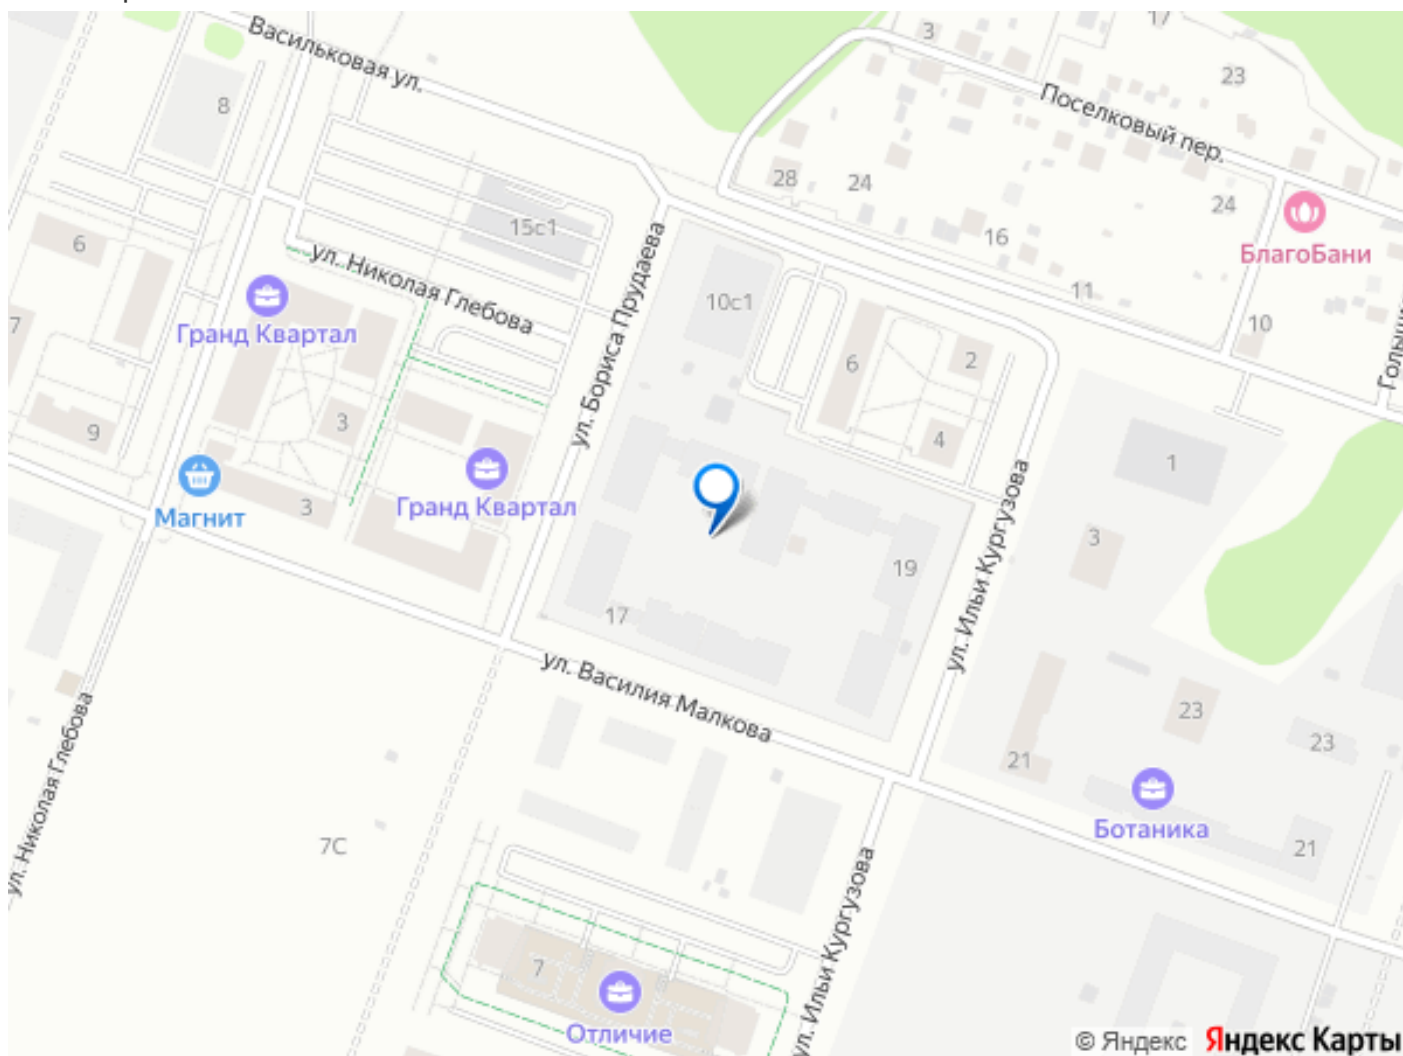 Васильковая ул.
3
17
23
Поселковый пер.
8
28
24
24
15с1
16
БлагоБани
6
ул. Николая Глебова
ул. Бориса Прудаева
10с1
11
10
Гранд Квартал
7
6
2
3
9
4
1
Гранд Квартал
Магнит
3
3
19
17
ул. Ильи Кургузова
ул. Василия Малкова
ул. Николая Глебова
21
23
23
Ботаника
21
7С
ул. Ильи Кургузова
7
Отличие
© Яндекс Яндекс Карты